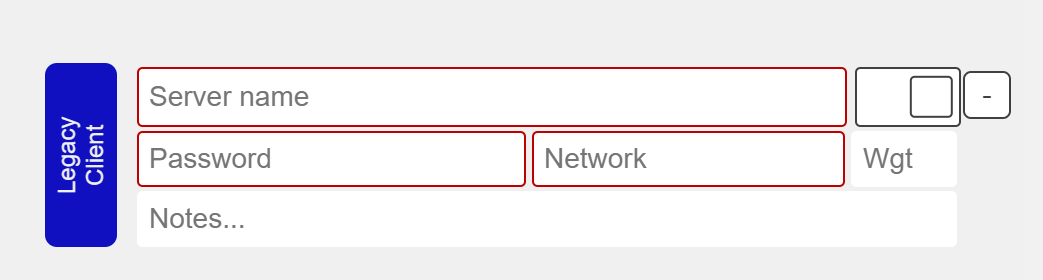 Legacy
Client
Server name
-
Password
Network
Wgt
Notes...